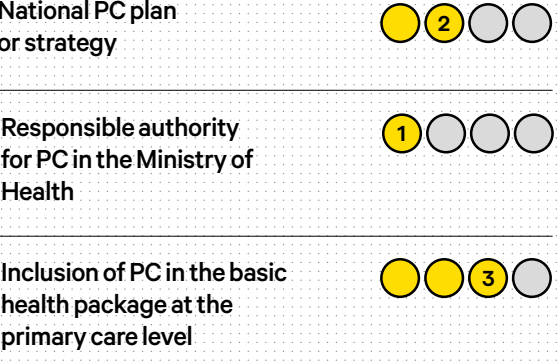 National PC plan
or strategy
2
Responsible authority
for PC in the Ministry of
Health
1
Inclusion of PC in the basic
health package at the
primary care level
3